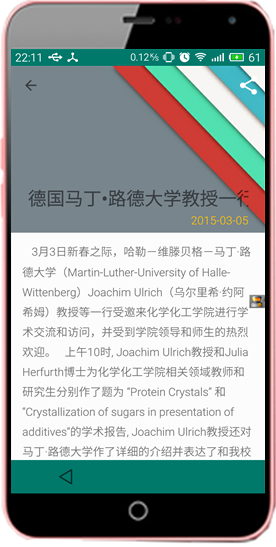 22:11 0.12% 61
德国马丁•路德大学教授一行
2015-03-05
3月3日新春之际，哈勒－维滕贝格－马丁·路
德大学（Martin-Luther-University of Halle-
Wittenberg）Joachim Ulrich（乌尔里希·约阿
希姆）教授等一行受邀来化学化工学院进行学
术交流和访问，并受到学院领导和师生的热烈
欢迎。 上午10时, Joachim Ulrich教授和Julia
Herfurth博士为化学化工学院相关领域教师和
研究生分别作了题为 “Protein Crystals” 和
“Crystallization of sugars in presentation of
additives”的学术报告, Joachim Ulrich教授还对
马丁·路德大学作了详细的介绍并表达了和我校